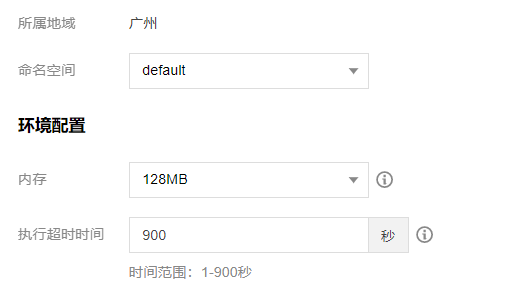 所属地域 广州
命名空间 default
环境配置
内存 128MB
执行超时时间 900 秒
时间范围：1-900秒